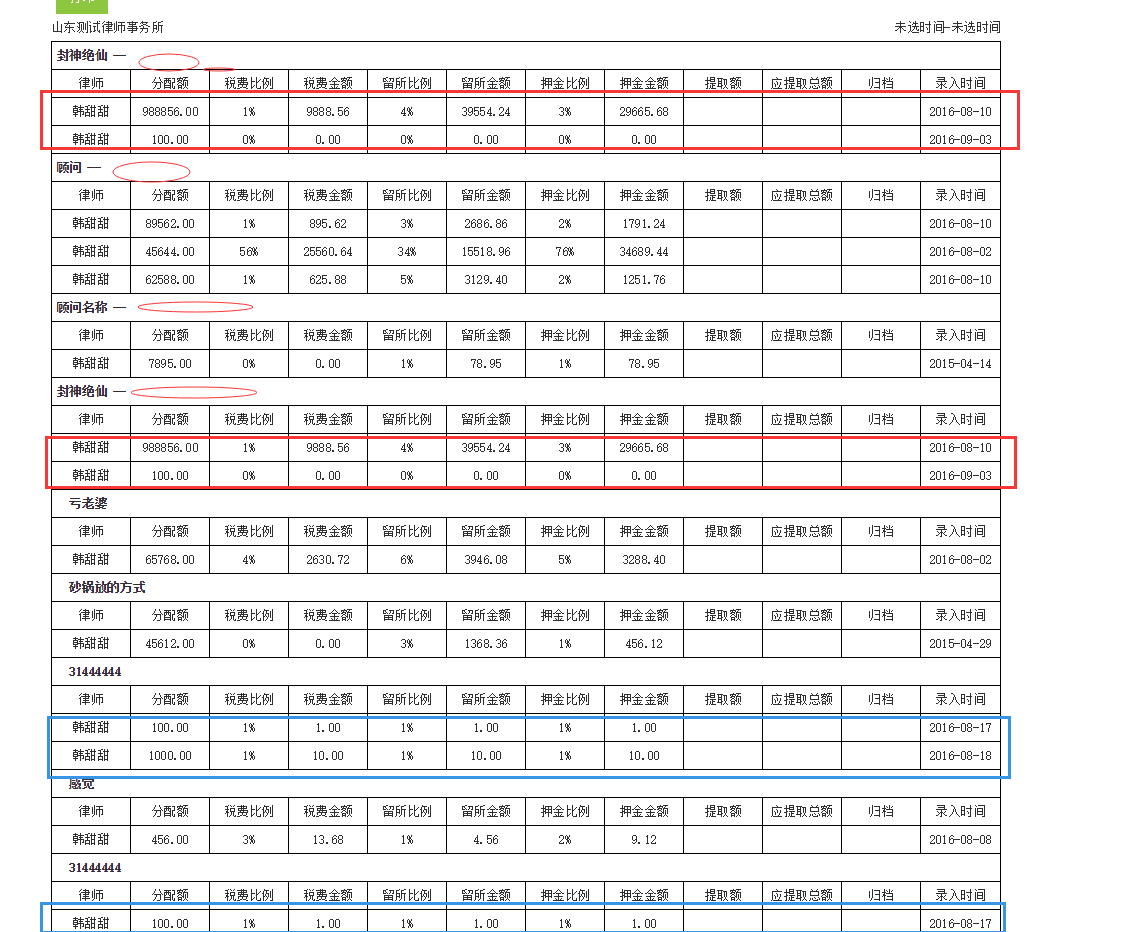 山东测试律师事务所 未选时间-未选时间
封神绝仙 —
律师 分配额 税费比例 税费金额 留所比例 留所金额 押金比例 押金金额 提取额 应提取总额 归档 录入时间
韩甜甜 988856.00 1% 9888.56 4% 39554.24 3% 29665.68 2016-08-10
韩甜甜 100.00 0% 0.00 0% 0.00 0% 0.00 2016-09-03
顾问 —
律师 分配额 税费比例 税费金额 留所比例 留所金额 押金比例 押金金额 提取额 应提取总额 归档 录入时间
韩甜甜 89562.00 1% 895.62 3% 2686.86 2% 1791.24 2016-08-10
韩甜甜 45644.00 56% 25560.64 34% 15518.96 76% 34689.44 2016-08-02
韩甜甜 62588.00 1% 625.88 5% 3129.40 2% 1251.76 2016-08-10
顾问名称 —
律师 分配额 税费比例 税费金额 留所比例 留所金额 押金比例 押金金额 提取额 应提取总额 归档 录入时间
韩甜甜 7895.00 0% 0.00 1% 78.95 1% 78.95 2015-04-14
封神绝仙 —
律师 分配额 税费比例 税费金额 留所比例 留所金额 押金比例 押金金额 提取额 应提取总额 归档 录入时间
韩甜甜 988856.00 1% 9888.56 4% 39554.24 3% 29665.68 2016-08-10
韩甜甜 100.00 0% 0.00 0% 0.00 0% 0.00 2016-09-03
亏老婆
律师 分配额 税费比例 税费金额 留所比例 留所金额 押金比例 押金金额 提取额 应提取总额 归档 录入时间
韩甜甜 65768.00 4% 2630.72 6% 3946.08 5% 3288.40 2016-08-02
砂锅放的方式
律师 分配额 税费比例 税费金额 留所比例 留所金额 押金比例 押金金额 提取额 应提取总额 归档 录入时间
韩甜甜 45612.00 0% 0.00 3% 1368.36 1% 456.12 2015-04-29
31444444
律师 分配额 税费比例 税费金额 留所比例 留所金额 押金比例 押金金额 提取额 应提取总额 归档 录入时间
韩甜甜 100.00 1% 1.00 1% 1.00 1% 1.00 2016-08-17
韩甜甜 1000.00 1% 10.00 1% 10.00 1% 10.00 2016-08-18
感觉
律师 分配额 税费比例 税费金额 留所比例 留所金额 押金比例 押金金额 提取额 应提取总额 归档 录入时间
韩甜甜 456.00 3% 13.68 1% 4.56 2% 9.12 2016-08-08
31444444
律师 分配额 税费比例 税费金额 留所比例 留所金额 押金比例 押金金额 提取额 应提取总额 归档 录入时间
韩甜甜 100.00 1% 1.00 1% 1.00 1% 1.00 2016-08-17